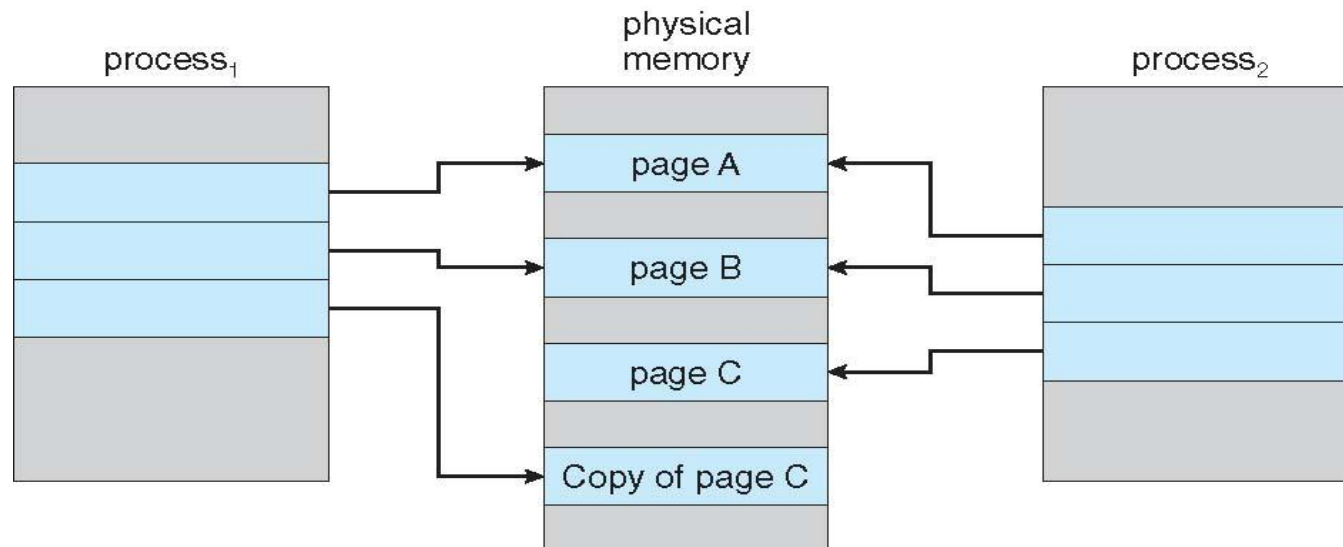 process₁
physical
memory
process₂
page A
page B
page C
Copy of page C